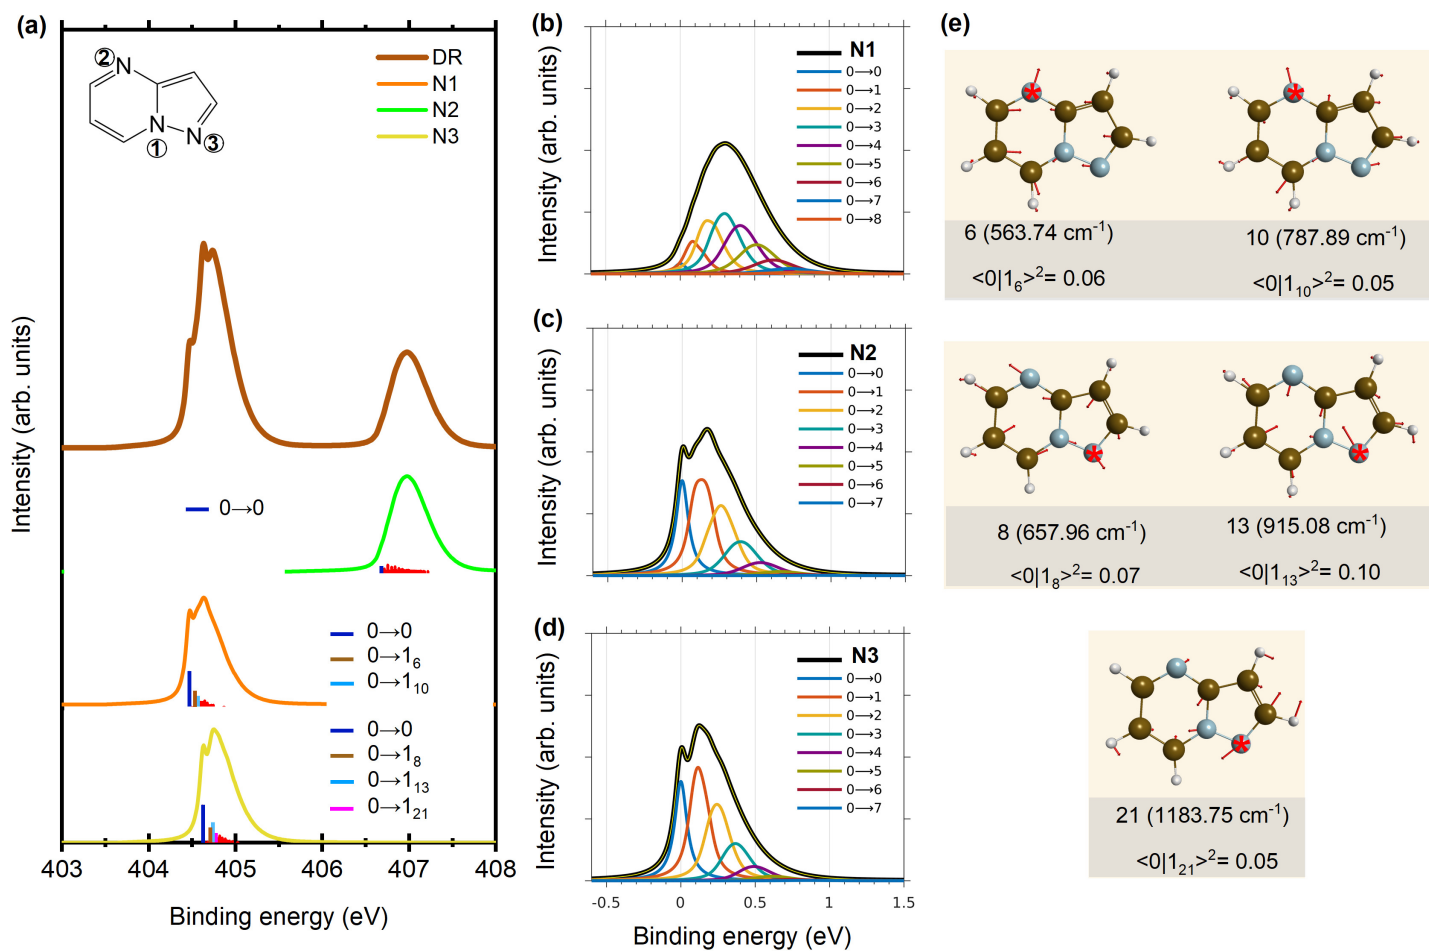 (a)
②
N
N
①
N
③
DR
N1
N2
N3
0→0
0→0
0→1₆
0→1₁₀
0→0
0→1₈
0→1₁₃
0→1₂₁
403 404 405 406 407 408
Binding energy (eV)
Intensity (arb. units)
(b)
N1
0→0
0→1
0→2
0→3
0→4
0→5
0→6
0→7
0→8
Intensity (arb. units)
(c)
N2
0→0
0→1
0→2
0→3
0→4
0→5
0→6
0→7
Intensity (arb. units)
(d)
N3
0→0
0→1
0→2
0→3
0→4
0→5
0→6
0→7
Intensity (arb. units)
-0.5 0 0.5 1 1.5
Binding energy (eV)
(e)
6 (563.74 cm⁻¹)
<0|1₆>²= 0.06
10 (787.89 cm⁻¹)
<0|1₁₀>²= 0.05
8 (657.96 cm⁻¹)
<0|1₈>²= 0.07
13 (915.08 cm⁻¹)
<0|1₁₃>²= 0.10
21 (1183.75 cm⁻¹)
<0|1₂₁>²= 0.05